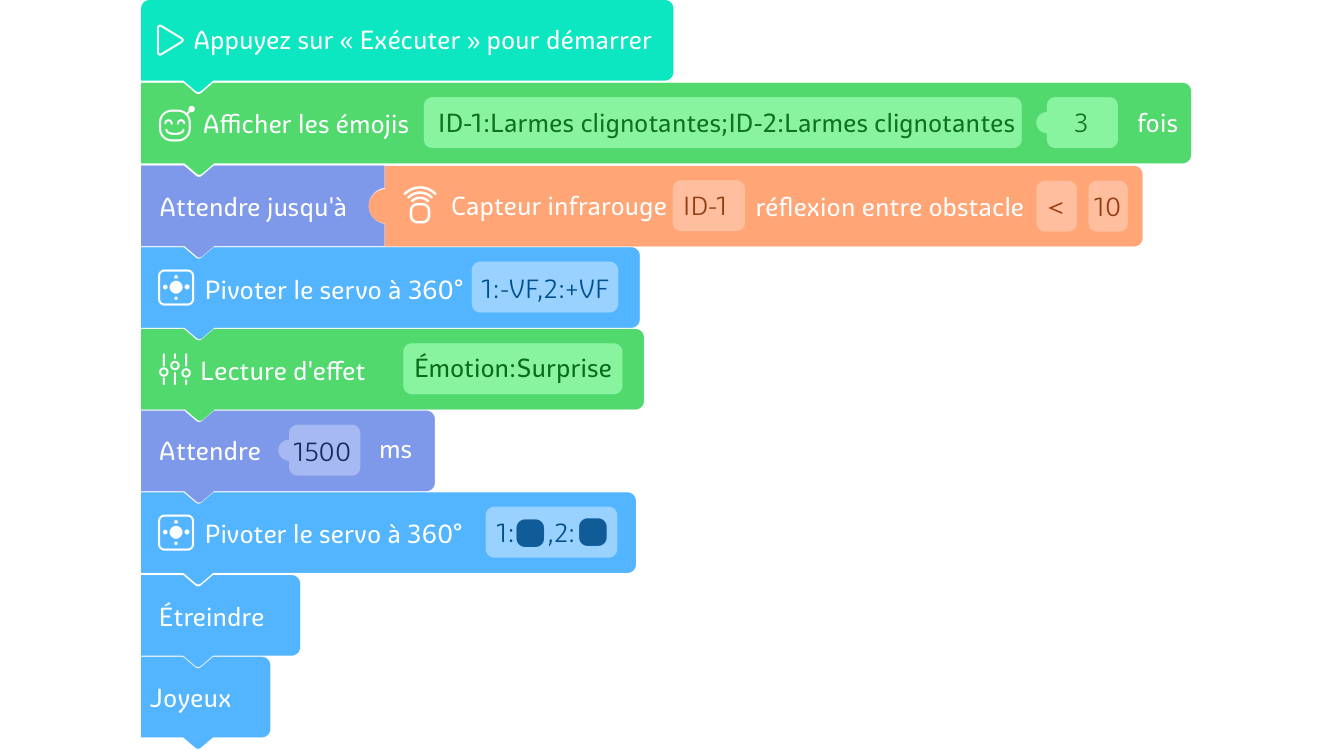 Appuyez sur « Exécuter » pour démarrer
Afficher les émojis ID-1:Larmes clignotantes;ID-2:Larmes clignotantes 3 fois
Attendre jusqu'à Capteur infrarouge ID-1 réflexion entre obstacle < 10
Pivoter le servo à 360° 1:-VF,2:+VF
Lecture d'effet Émotion:Surprise
Attendre 1500 ms
Pivoter le servo à 360° 1: ,2:
Étreindre
Joyeux